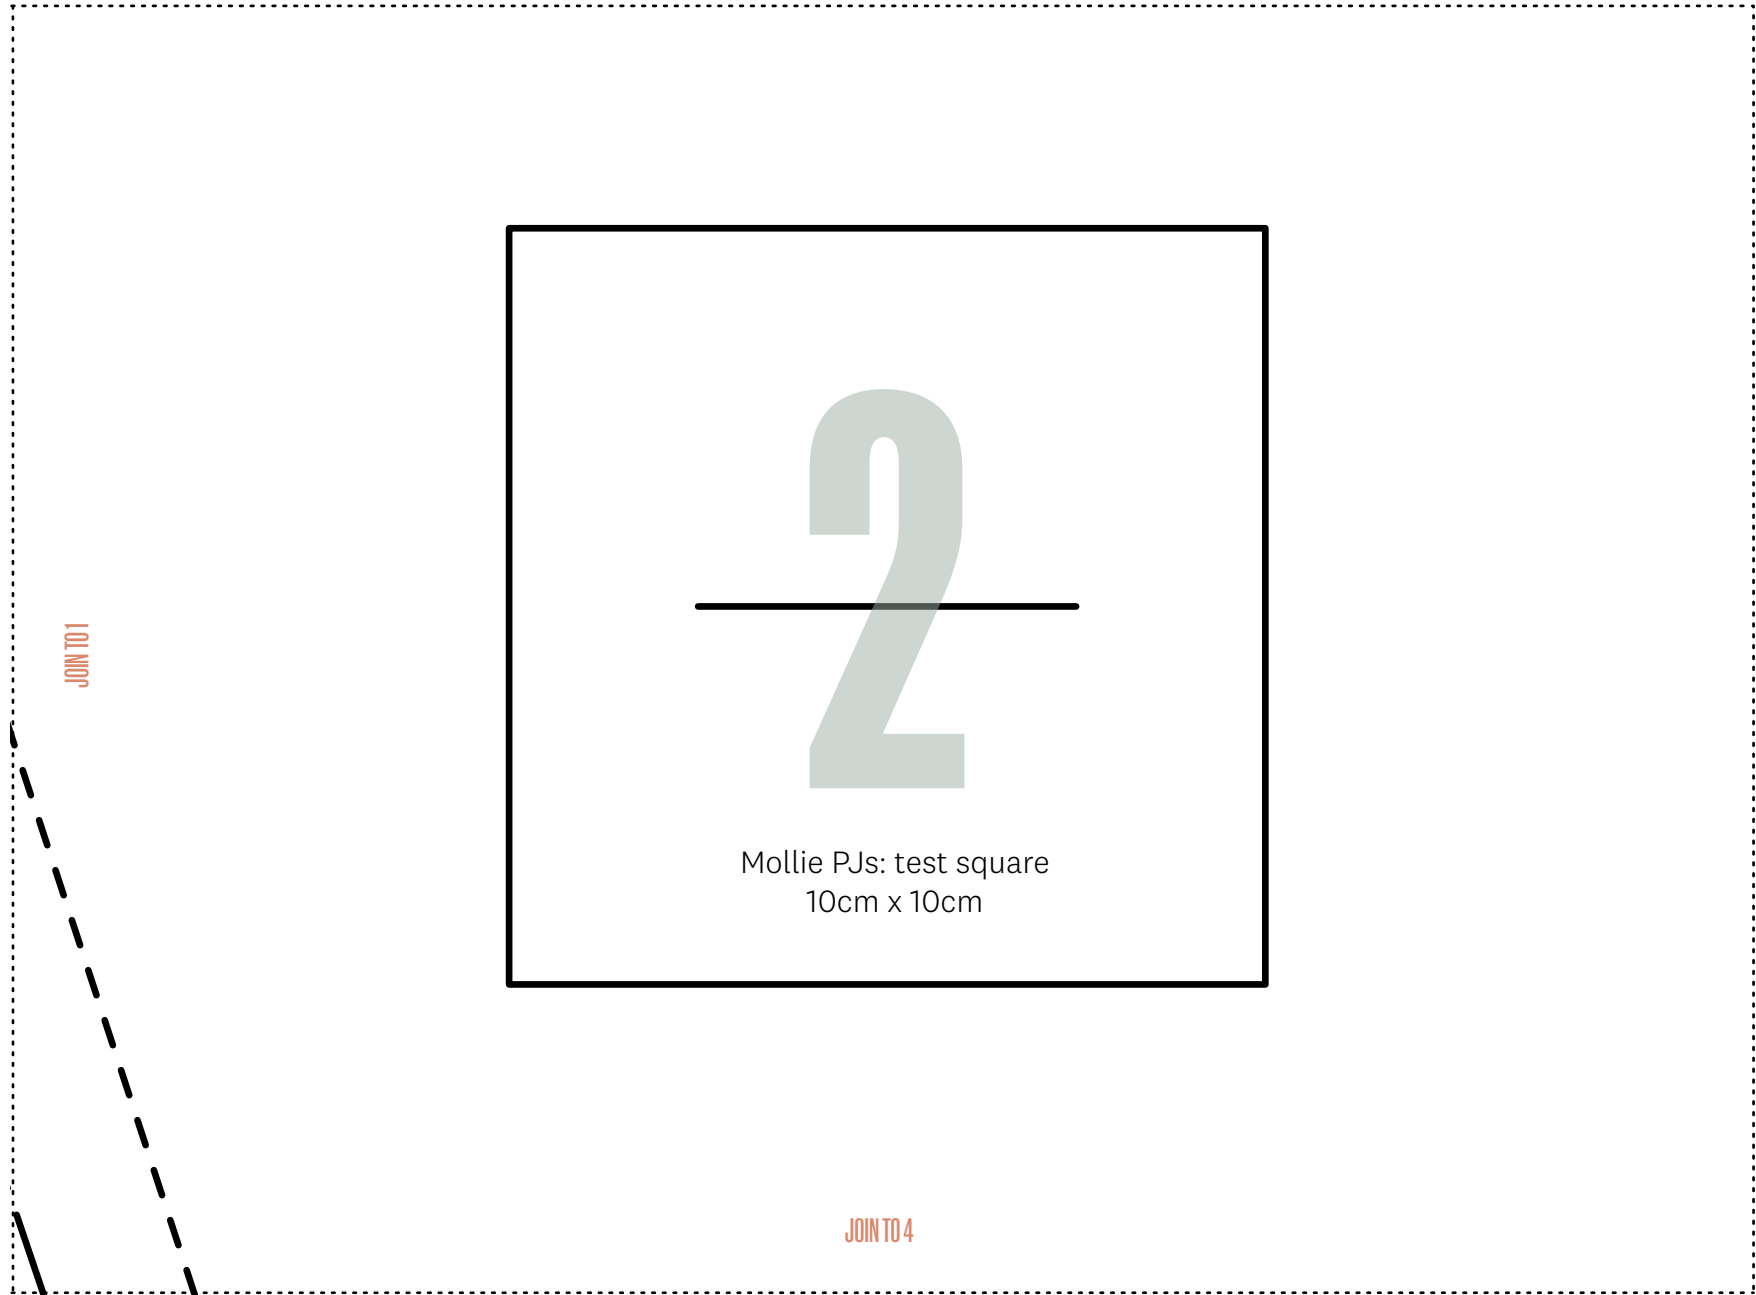 2
Mollie PJs: test square
10cm x 10cm
JOIN TO 1
JOIN TO 4